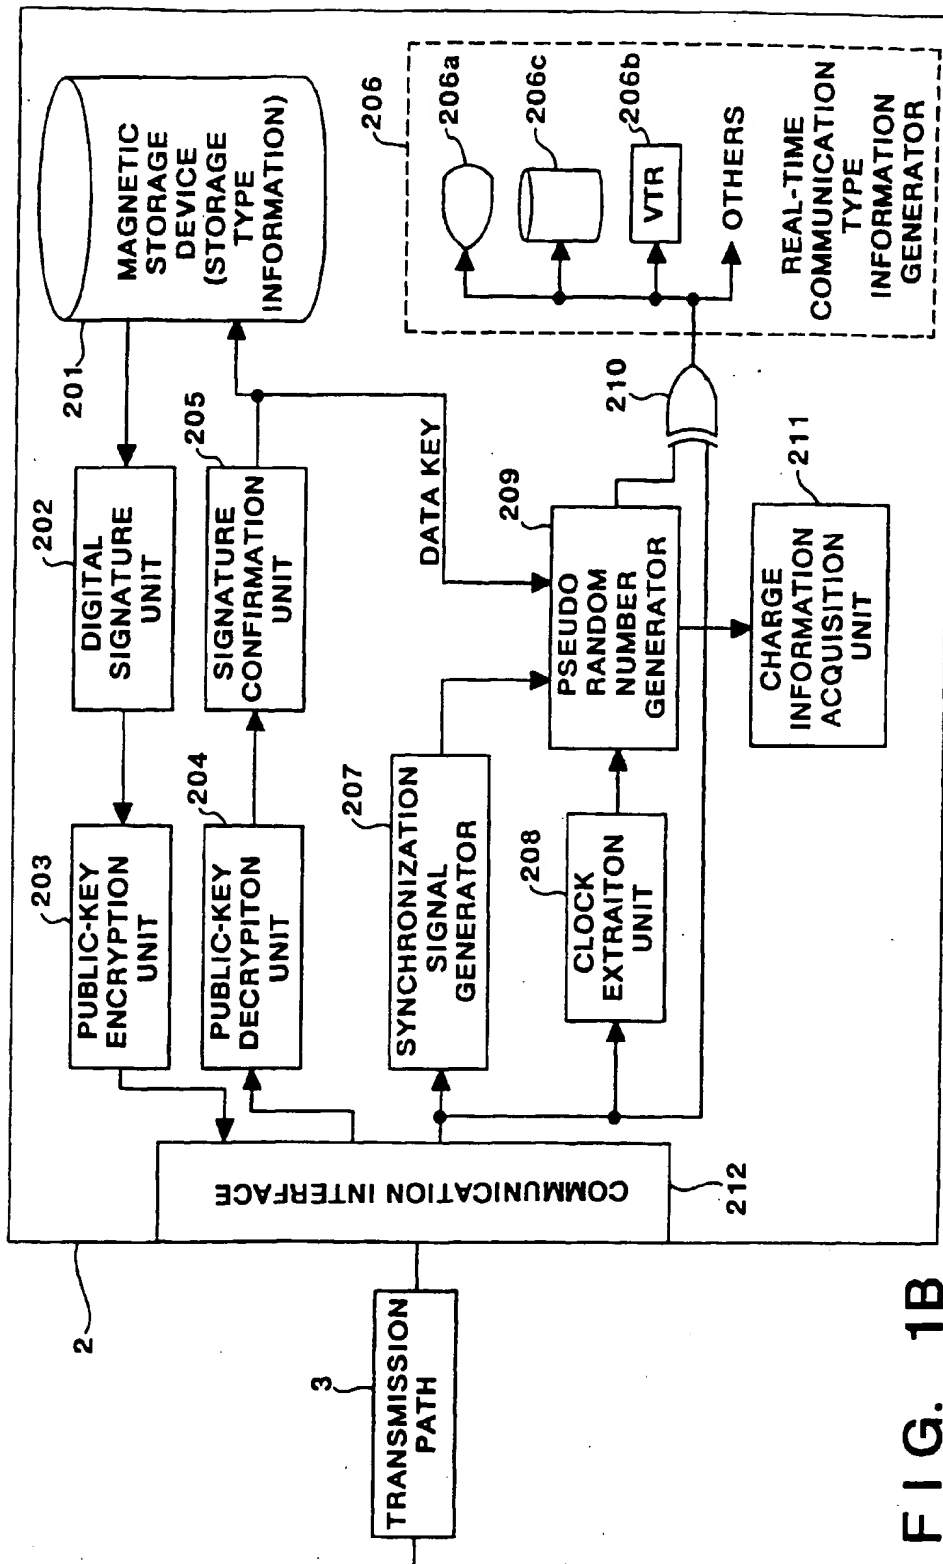 2
201
MAGNETIC
STORAGE
DEVICE
(STORAGE
TYPE
INFORMATION)
202
DIGITAL
SIGNATURE
UNIT
203
PUBLIC-KEY
ENCRYPTION
UNIT
204
PUBLIC-KEY
DECRYPITON
UNIT
205
SIGNATURE
CONFIRMATION
UNIT
DATA KEY
206
206a
206c
206b
VTR
OTHERS
REAL-TIME
COMMUNICATION
TYPE
INFORMATION
GENERATOR
207
SYNCHRONIZATION
SIGNAL
GENERATOR
208
CLOCK
EXTRAITON
UNIT
209
PSEUDO
RANDOM
NUMBER
GENERATOR
210
211
CHARGE
INFORMATION
ACQUISITION
UNIT
COMMUNICATION INTERFACE
212
3
TRANSMISSION
PATH
FIG. 1B